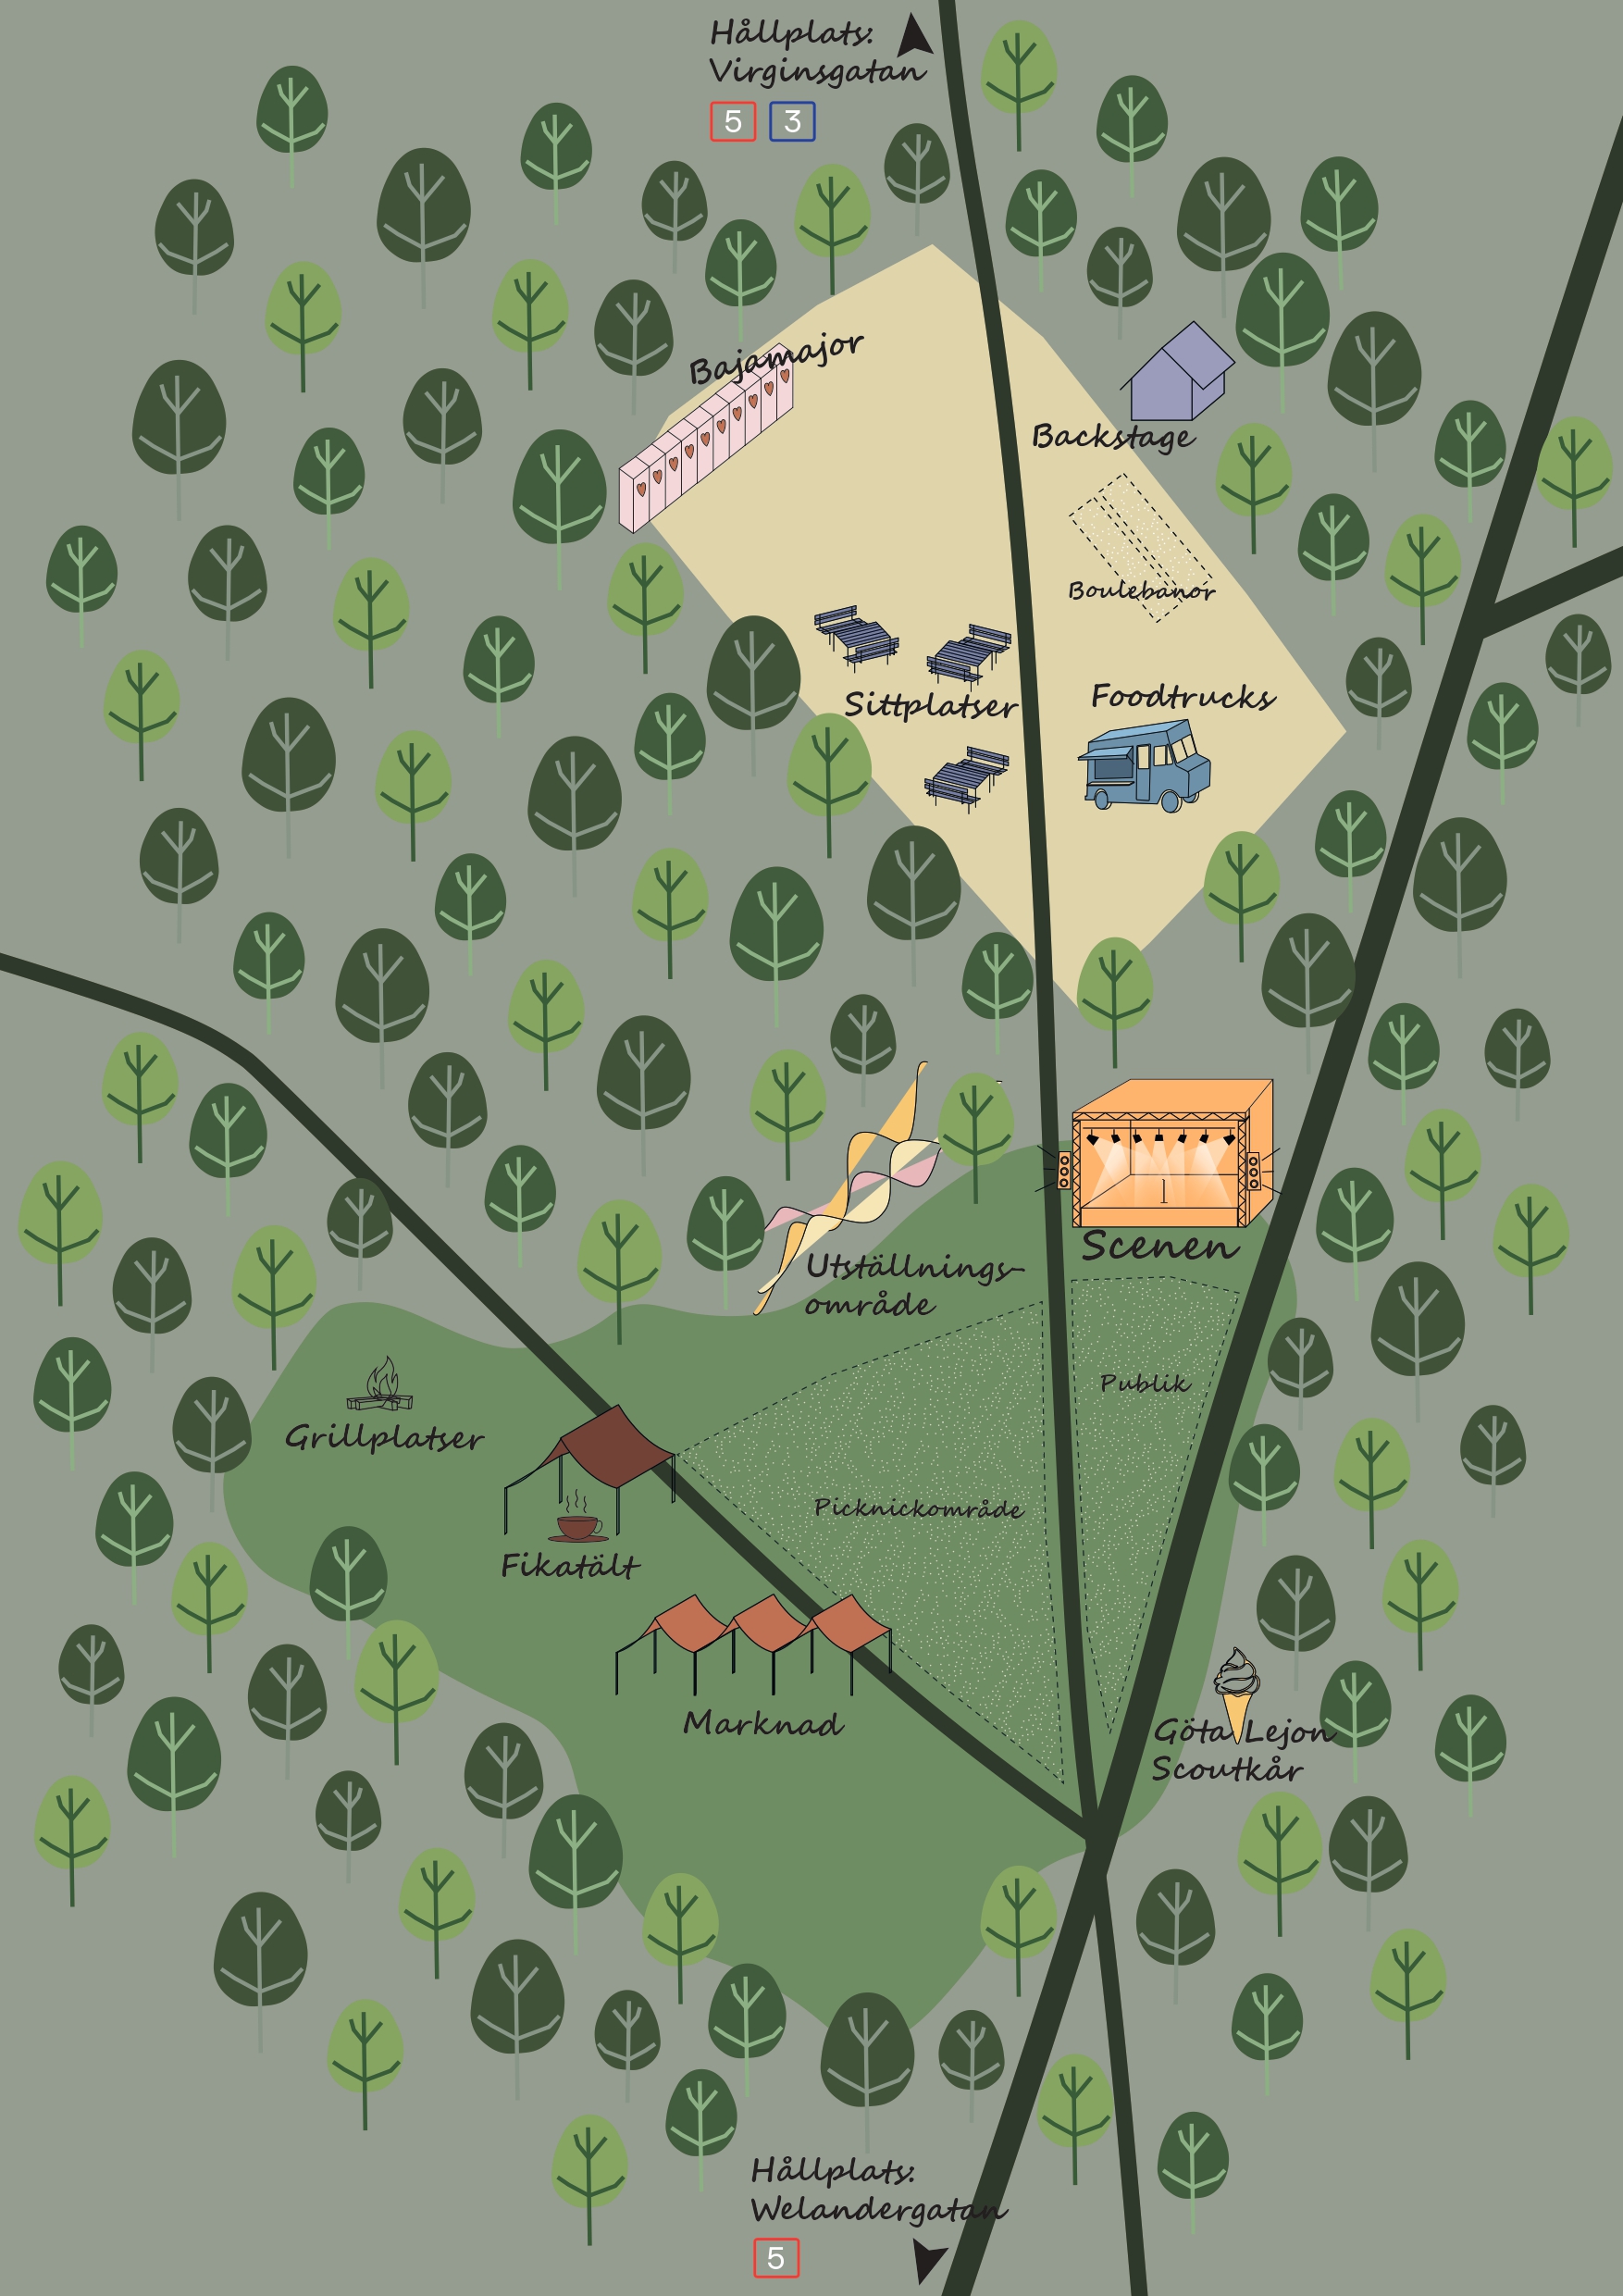 Hållplats:
Virginsgatan
5 3
Bajamajor
Backstage
Boulebanor
Sittplatser
Foodtrucks
Scenen
Utställnings-
område
Publik
Grillplatser
Picknickområde
Fikatält
Marknad
Göta Lejon
Scoutkår
Hållplats:
Welandergatan
5